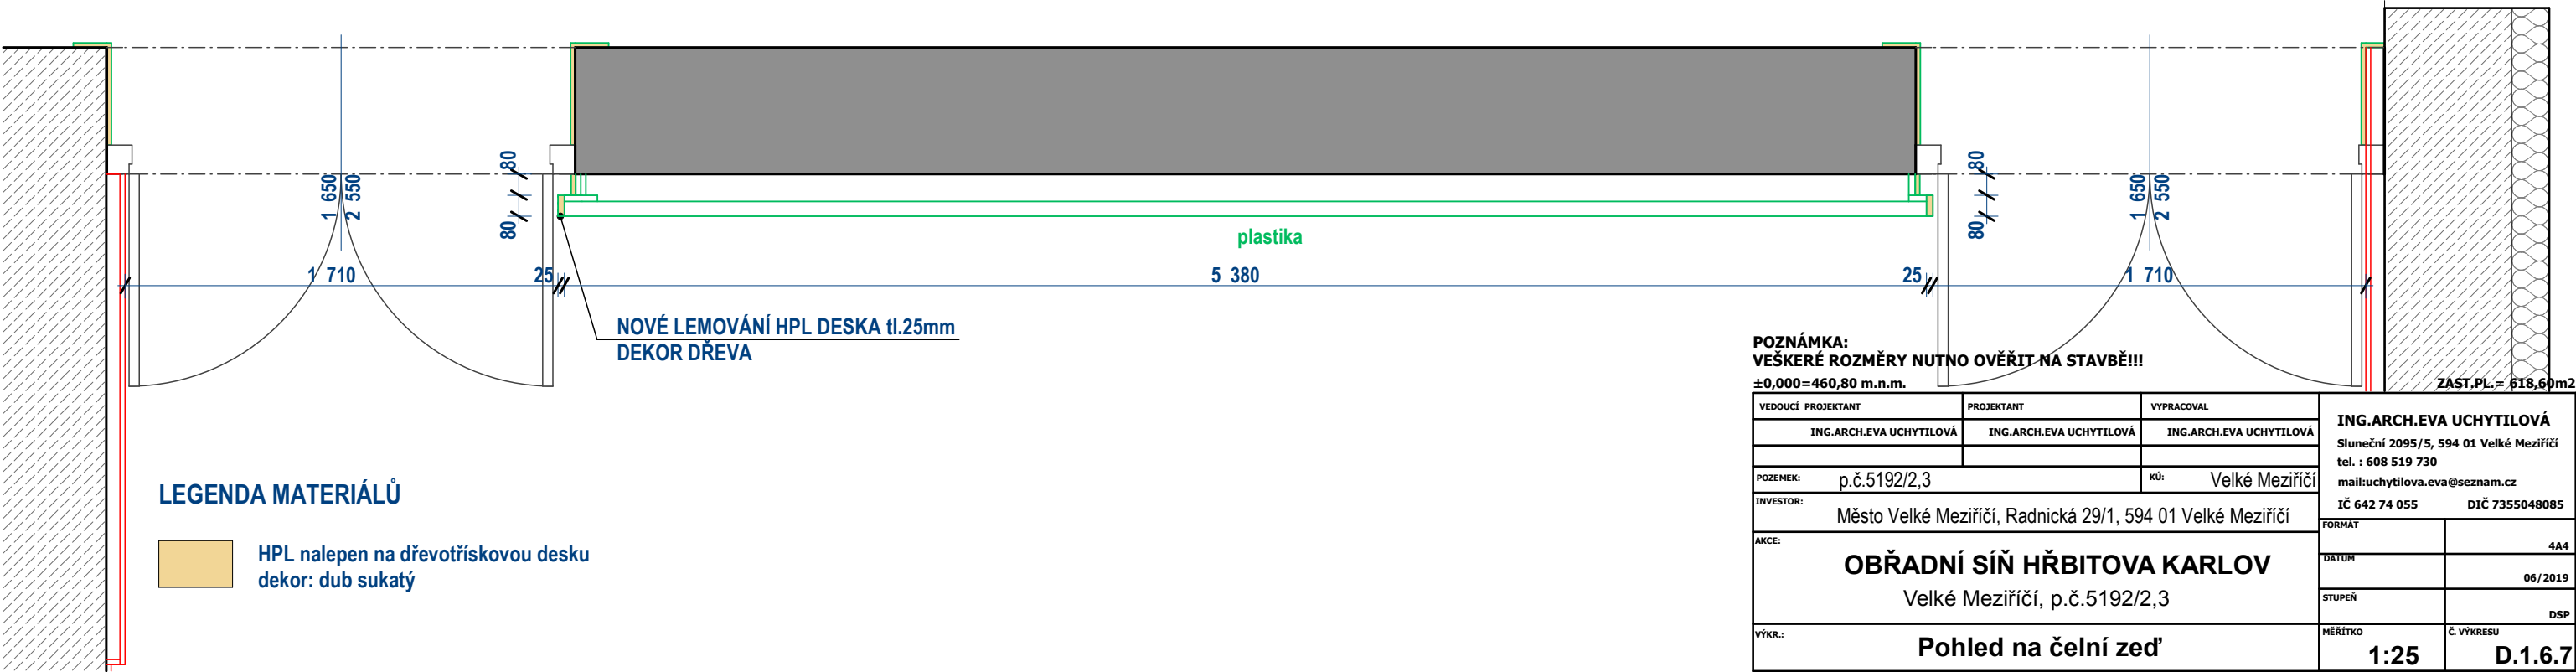 80
80
1 650
2 550
80
80
1 650
2 550
plastika
1 710
25
5 380
25
1 710
NOVÉ LEMOVÁNÍ HPL DESKA tl.25mm
DEKOR DŘEVA
LEGENDA MATERIÁLŮ
HPL nalepen na dřevotřískovou desku
dekor: dub sukatý
POZNÁMKA:
VEŠKERÉ ROZMĚRY NUTNO OVĚŘIT NA STAVBĚ!!!
±0,000=460,80 m.n.m.
ZAST.PL.= 618,60m2
VEDOUCÍ PROJEKTANT
PROJEKTANT
VYPRACOVAL
ING.ARCH.EVA UCHYTILOVÁ
ING.ARCH.EVA UCHYTILOVÁ
ING.ARCH.EVA UCHYTILOVÁ
POZEMEK: p.č.5192/2,3
KÚ: Velké Meziříčí
INVESTOR:
Město Velké Meziříčí, Radnická 29/1, 594 01 Velké Meziříčí
AKCE:
OBŘADNÍ SÍŇ HŘBITOVA KARLOV
Velké Meziříčí, p.č.5192/2,3
VÝKR.: Pohled na čelní zeď
ING.ARCH.EVA UCHYTILOVÁ
Sluneční 2095/5, 594 01 Velké Meziříčí
tel. : 608 519 730
mail:uchytilova.eva@seznam.cz
IČ 642 74 055 DIČ 7355048085
FORMÁT
4A4
DATUM
06/2019
STUPEŇ
DSP
MĚŘÍTKO
1:25
Č. VÝKRESU
D.1.6.7